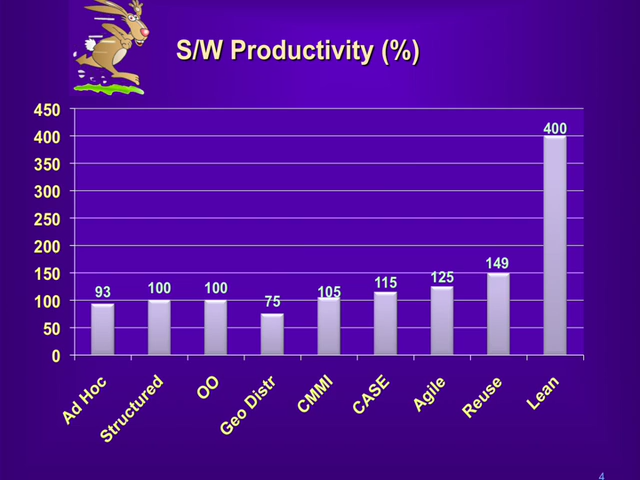 S/W Productivity (%)
450
400
350
300
250
200
150
100
50
0
93
100
100
75
105
115
125
149
400
Ad Hoc
Structured
OO
Geo Distr
CMMI
CASE
Agile
Reuse
Lean
4